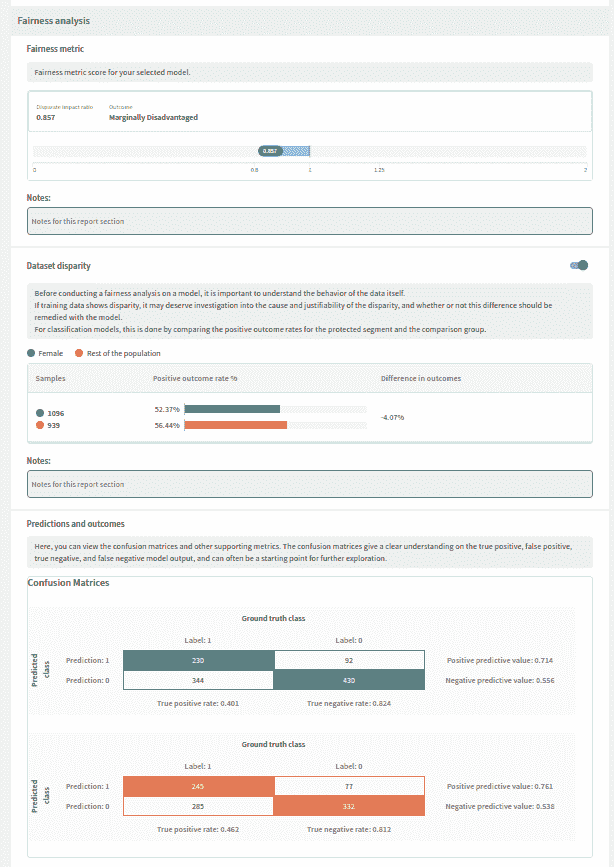 Fairness analysis
Fairness metric
Fairness metric score for your selected model.
Disparate impact ratio Outcome
0.857 Marginally Disadvantaged
0.857
0 0.8 1 1.25 2
Notes:
Notes for this report section
Dataset disparity
Before conducting a fairness analysis on a model, it is important to understand the behavior of the data itself.
If training data shows disparity, it may deserve investigation into the cause and justifiability of the disparity, and whether or not this difference should be
remedied with the model.
For classification models, this is done by comparing the positive outcome rates for the protected segment and the comparison group.
Female Rest of the population
Samples Positive outcome rate % Difference in outcomes
1096 52.37%
-4.07%
939 56.44%
Notes:
Notes for this report section
Predictions and outcomes
Here, you can view the confusion matrices and other supporting metrics. The confusion matrices give a clear understanding on the true positive, false positive,
true negative, and false negative model output, and can often be a starting point for further exploration.
Confusion Matrices
Ground truth class
Label: 1 Label: 0
Predicted class
Prediction: 1 230 92 Positive predictive value: 0.714
Prediction: 0 344 430 Negative predictive value: 0.556
True positive rate: 0.401 True negative rate: 0.824
Ground truth class
Label: 1 Label: 0
Predicted class
Prediction: 1 245 77 Positive predictive value: 0.761
Prediction: 0 285 332 Negative predictive value: 0.538
True positive rate: 0.462 True negative rate: 0.812